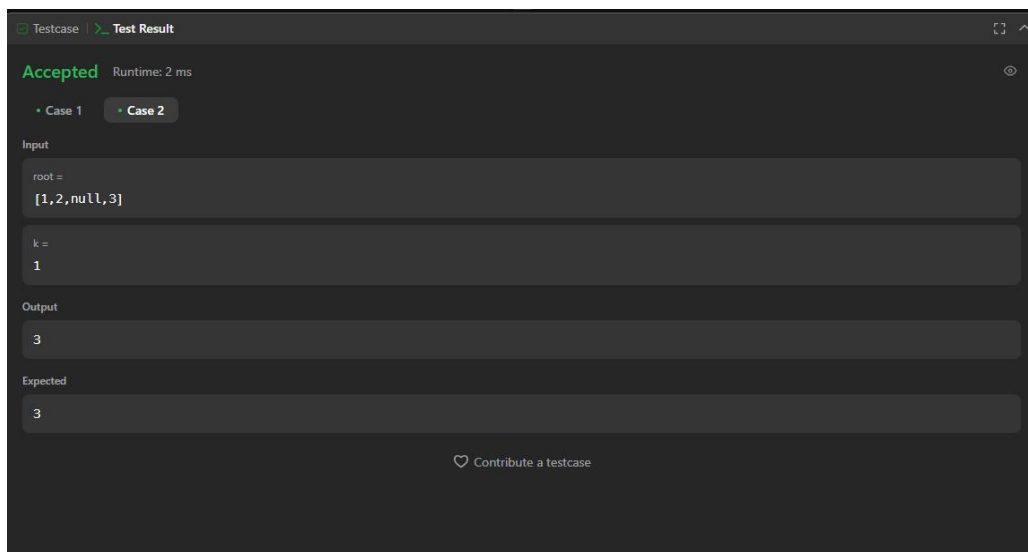 Testcase | >_ Test Result
Accepted Runtime: 2 ms
• Case 1 • Case 2
Input
root =
[1,2,null,3]
k =
1
Output
3
Expected
3
Contribute a testcase